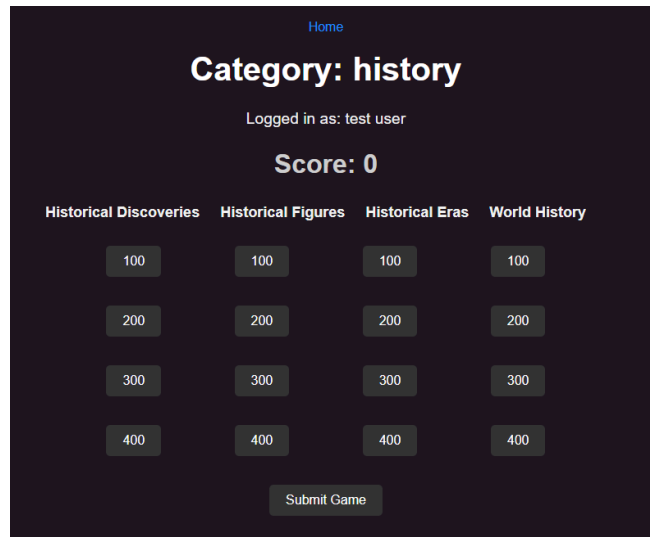 Home
Category: history
Logged in as: test user
Score: 0
Historical Discoveries Historical Figures Historical Eras World History
100 100 100 100
200 200 200 200
300 300 300 300
400 400 400 400
Submit Game